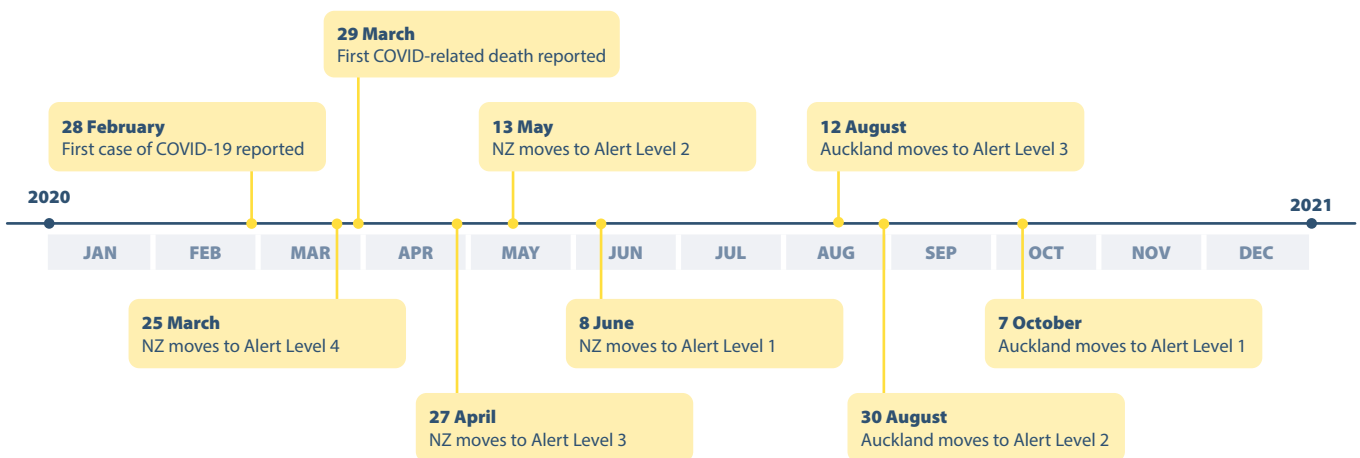 29 March
First COVID-related death reported
28 February
First case of COVID-19 reported
13 May
NZ moves to Alert Level 2
12 August
Auckland moves to Alert Level 3
2020
2021
JAN
FEB
MAR
APR
MAY
JUN
JUL
AUG
SEP
OCT
NOV
DEC
25 March
NZ moves to Alert Level 4
8 June
NZ moves to Alert Level 1
7 October
Auckland moves to Alert Level 1
27 April
NZ moves to Alert Level 3
30 August
Auckland moves to Alert Level 2